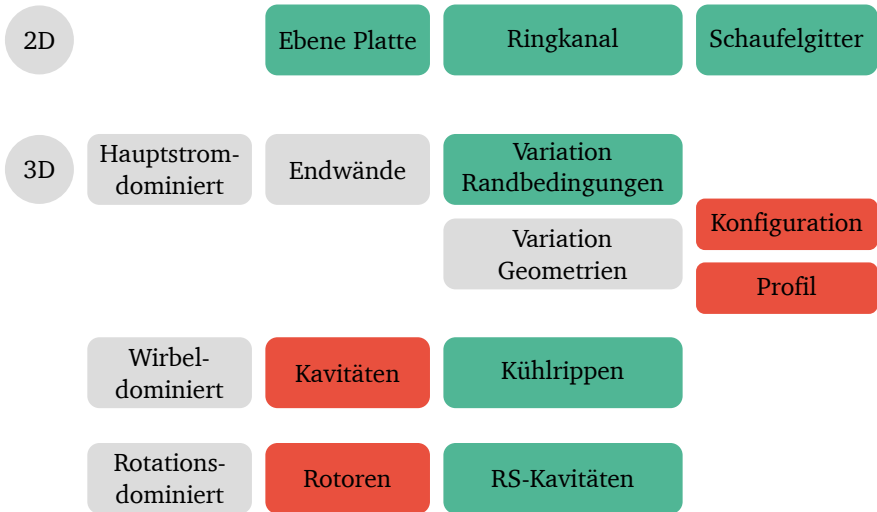 2D
Ebene Platte
Ringkanal
Schaufelgitter
3D
Hauptstrom-
dominiert
Endwände
Variation
Randbedingungen
Variation
Geometrien
Konfiguration
Profil
Wirbel-
dominiert
Kavitäten
Kühlrippen
Rotations-
dominiert
Rotoren
RS-Kavitäten